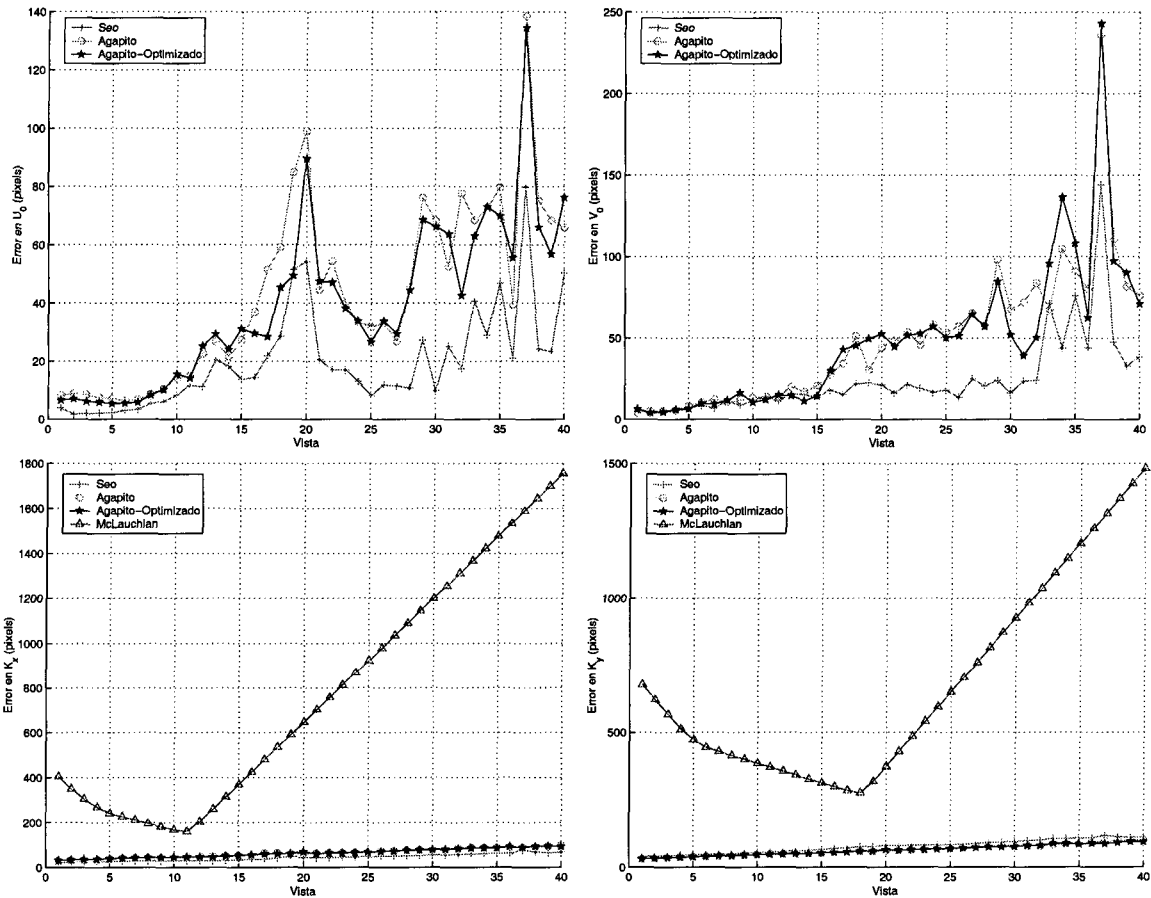 140
120
100
80
60
40
20
0
Error en U0 (pixels)
Seo
Agapito
Agapito-Optimizado
0 5 10 15 20 25 30 35 40
Vista
250
200
150
100
50
0
Error en V0 (pixels)
Seo
Agapito
Agapito-Optimizado
0 5 10 15 20 25 30 35 40
Vista
1800
1600
1400
1200
1000
800
600
400
200
0
Error en Kx (pixels)
Seo
Agapito
Agapito-Optimizado
McLauchlan
0 5 10 15 20 25 30 35 40
Vista
1500
1000
500
0
Error en Ky (pixels)
Seo
Agapito
Agapito-Optimizado
McLauchlan
0 5 10 15 20 25 30 35 40
Vista